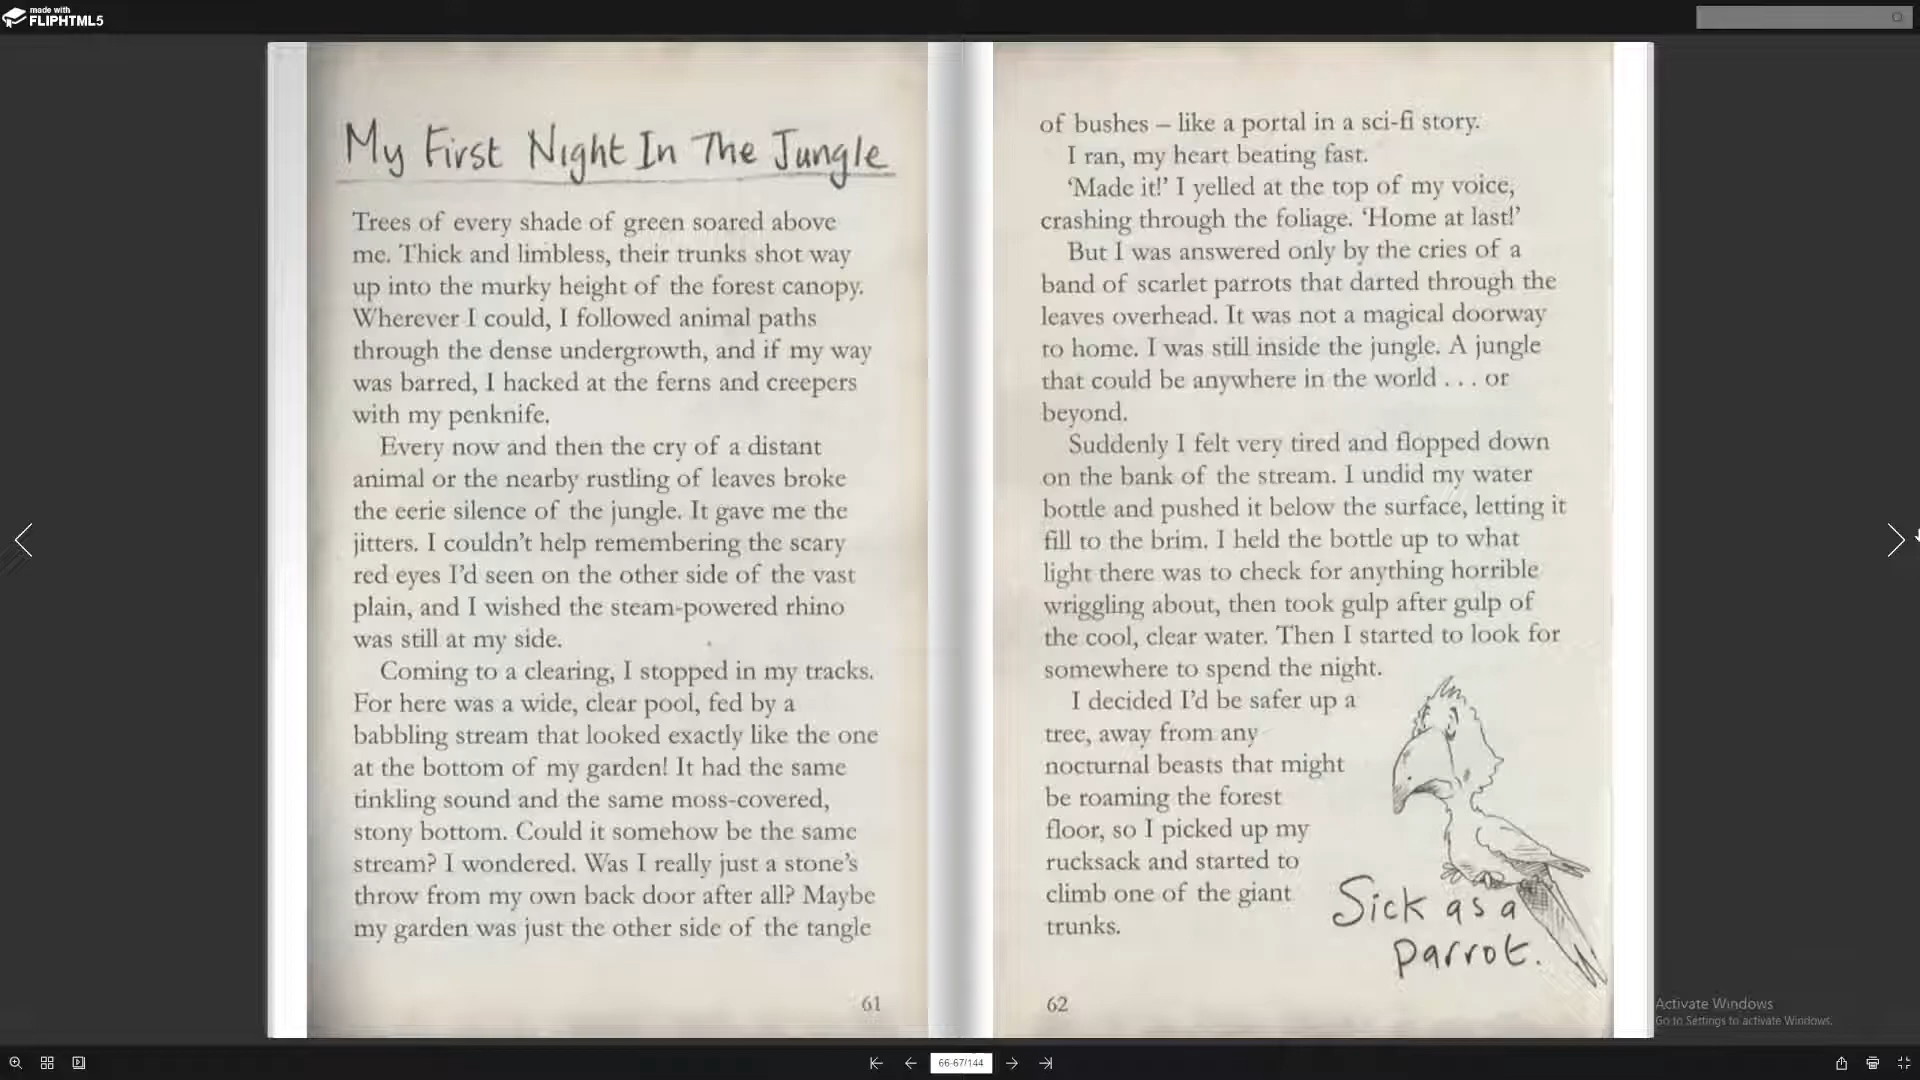 made with
FLIPHTML5
My First Night In The Jungle
Trees of every shade of green soared above
me. Thick and limbless, their trunks shot way
up into the murky height of the forest canopy.
Wherever I could, I followed animal paths
through the dense undergrowth, and if my way
was barred, I hacked at the ferns and creepers
with my penknife.
Every now and then the cry of a distant
animal or the nearby rustling of leaves broke
the eerie silence of the jungle. It gave me the
jitters. I couldn’t help remembering the scary
red eyes I’d seen on the other side of the vast
plain, and I wished the steam-powered rhino
was still at my side.
Coming to a clearing, I stopped in my tracks.
For here was a wide, clear pool, fed by a
babbling stream that looked exactly like the one
at the bottom of my garden! It had the same
tinkling sound and the same moss-covered,
stony bottom. Could it somehow be the same
stream? I wondered. Was I really just a stone’s
throw from my own back door after all? Maybe
my garden was just the other side of the tangle
61
of bushes – like a portal in a sci-fi story.
I ran, my heart beating fast.
‘Made it!’ I yelled at the top of my voice,
crashing through the foliage. ‘Home at last!’
But I was answered only by the cries of a
band of scarlet parrots that darted through the
leaves overhead. It was not a magical doorway
to home. I was still inside the jungle. A jungle
that could be anywhere in the world . . . or
beyond.
Suddenly I felt very tired and flopped down
on the bank of the stream. I undid my water
bottle and pushed it below the surface, letting it
fill to the brim. I held the bottle up to what
light there was to check for anything horrible
wriggling about, then took gulp after gulp of
the cool, clear water. Then I started to look for
somewhere to spend the night.
I decided I’d be safer up a
tree, away from any
nocturnal beasts that might
be roaming the forest
floor, so I picked up my
rucksack and started to
climb one of the giant
trunks.
Sick as a
parrot.
62
Activate Windows
Go to Settings to activate Windows.
66-67/144